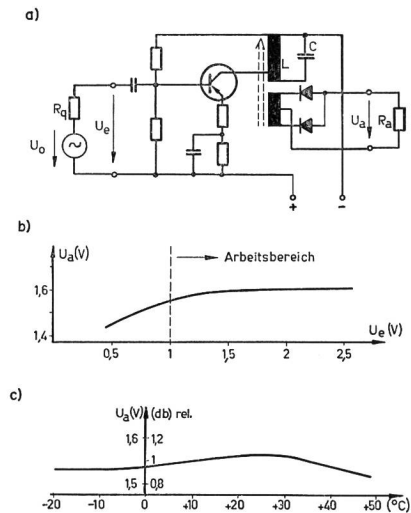 a)
L
C
R_q
U_o
U_e
U_a
R_a
+
-
b)
U_a (V)
→ Arbeitsbereich
1,6
1,4
0,5 1 1,5 2 2,5 U_e (V)
c)
U_a (V) (db) rel.
1,6 1,2
1
1,5 0,8
-20 -10 0 +10 +20 +30 +40 +50 (°C)